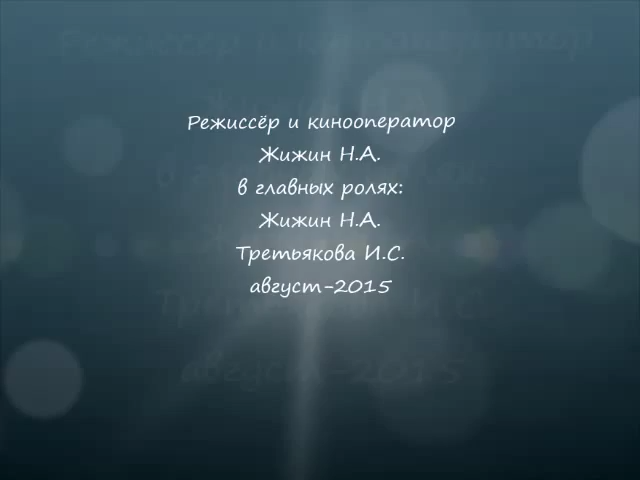 Режиссёр и кинооператор
Жижин Н.А.
в главных ролях:
Жижин Н.А.
Третьякова И.С.
август-2015